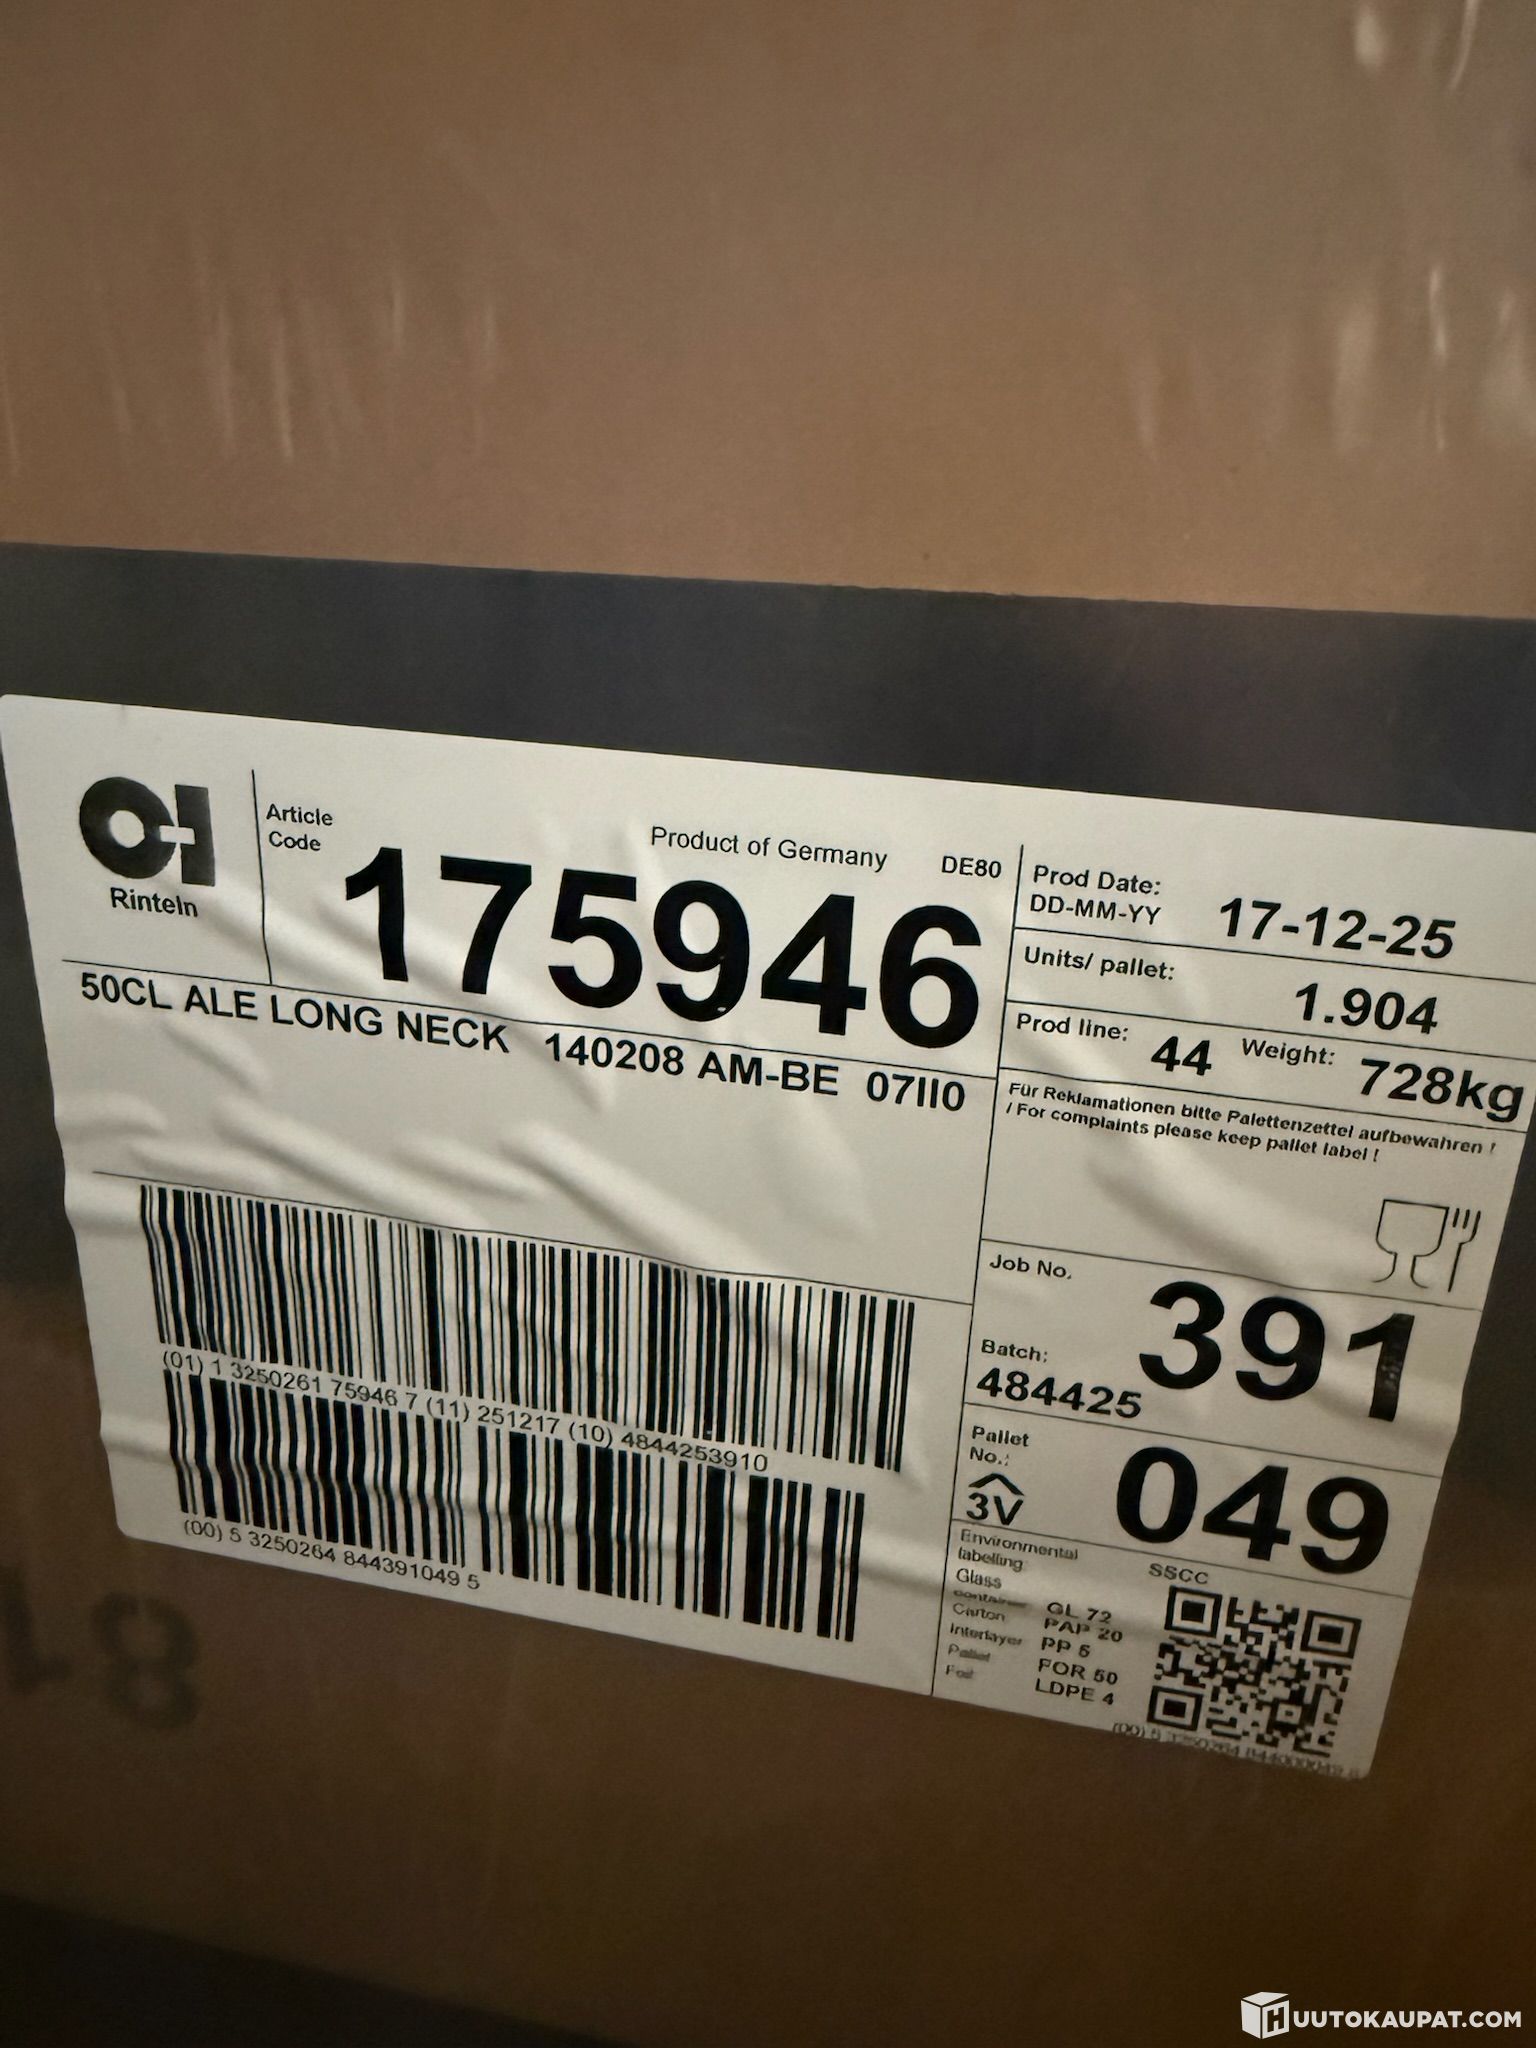 OI
Rinteln
Article
Code
175946
Product of Germany
DE80
50CL ALE LONG NECK 140208 AM-BE 07II0
Prod Date:
DD-MM-YY
17-12-25
Units/ pallet:
1.904
Prod line: 44 Weight: 728kg
Für Reklamationen bitte Palettenzettel aufbewahren !
/ For complaints please keep pallet label !
Job No.
391
Batch:
484425
Pallet
No.:
049
3V
(01) 1 3250261 75946 7 (11) 251217 (10) 4844253910
(00) 5 3250264 844391049 5
Environmental
labelling:
Glass
container GL 72
Carton PAP 20
Interlayer PP 5
Pallet FOR 50
Foil LDPE 4
SSCC
81
HUUTOKAUPAT.COM